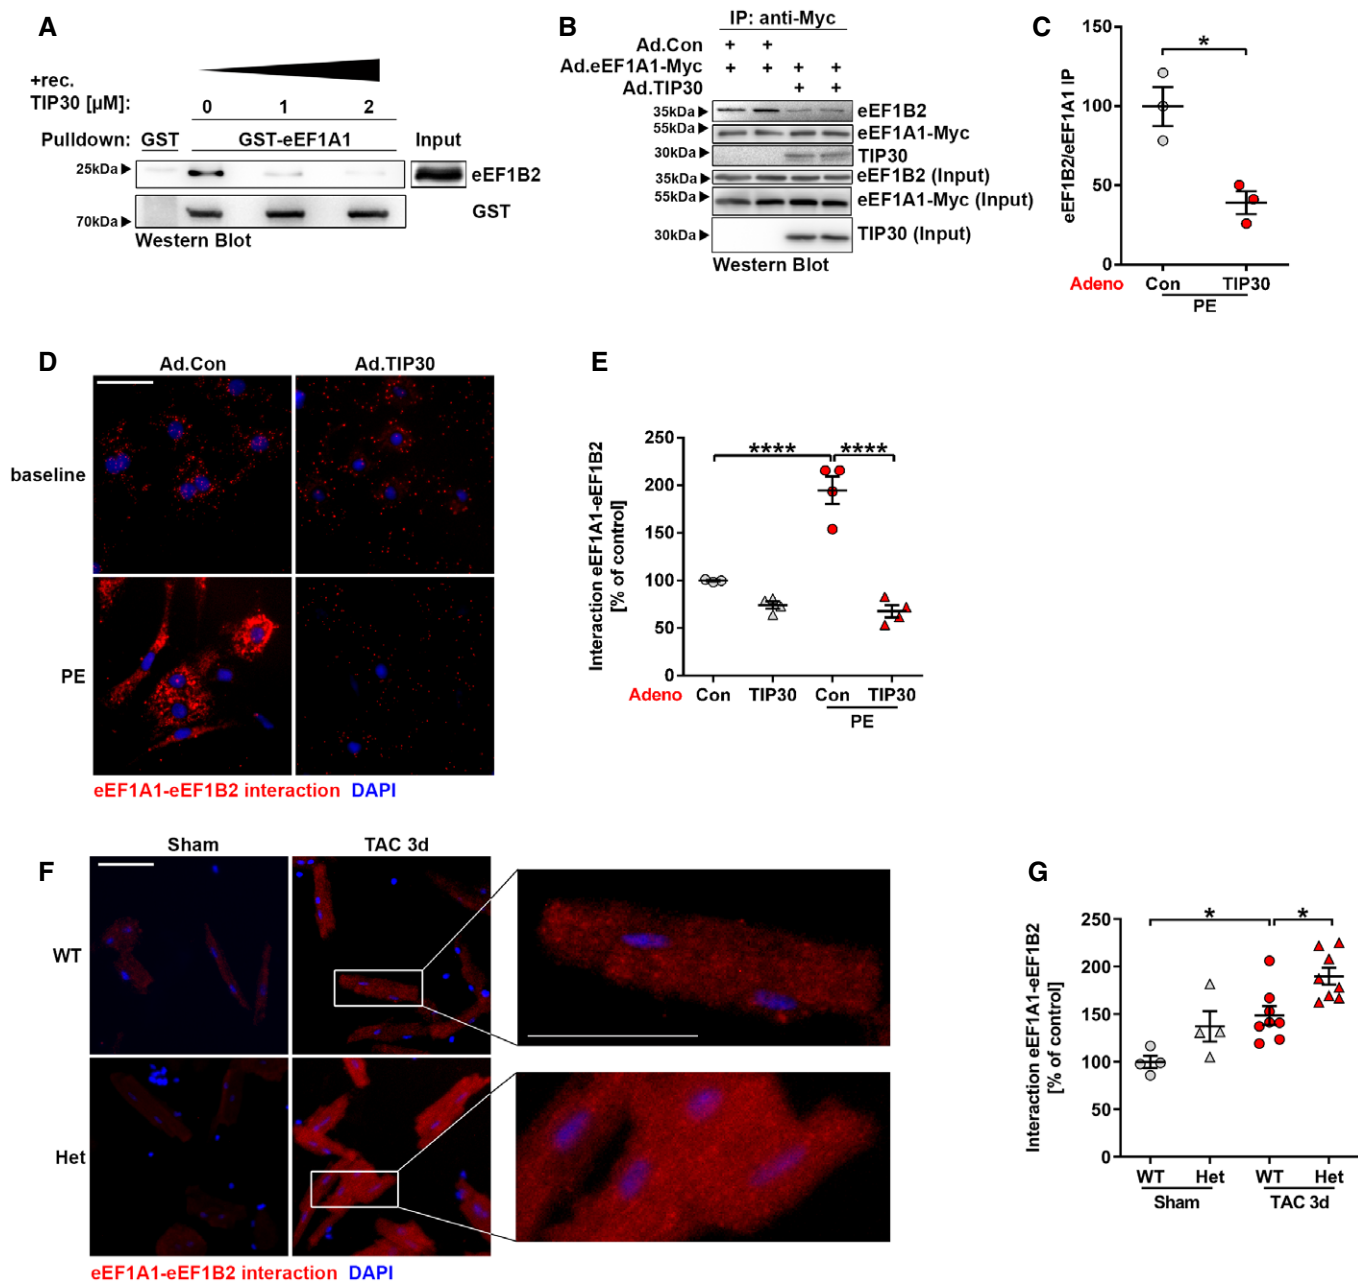 A
+rec.
TIP30 [µM]: 0 1 2
Pulldown: GST GST-eEF1A1 Input
25kDa eEF1B2
70kDa GST
Western Blot
B
IP: anti-Myc
Ad.Con + +
Ad.eEF1A1-Myc + + + +
Ad.TIP30 + +
35kDa eEF1B2
55kDa eEF1A1-Myc
30kDa TIP30
35kDa eEF1B2 (Input)
55kDa eEF1A1-Myc (Input)
30kDa TIP30 (Input)
Western Blot
C
eEF1B2/eEF1A1 IP
150
100
50
0
*
Adeno Con TIP30
PE
D
Ad.Con Ad.TIP30
baseline
PE
eEF1A1-eEF1B2 interaction DAPI
E
Interaction eEF1A1-eEF1B2
[% of control]
250
200
150
100
50
0
**** ****
Adeno Con TIP30 Con TIP30
PE
F
Sham TAC 3d
WT
Het
eEF1A1-eEF1B2 interaction DAPI
G
Interaction eEF1A1-eEF1B2
[% of control]
250
200
150
100
50
0
* *
WT Het WT Het
Sham TAC 3d